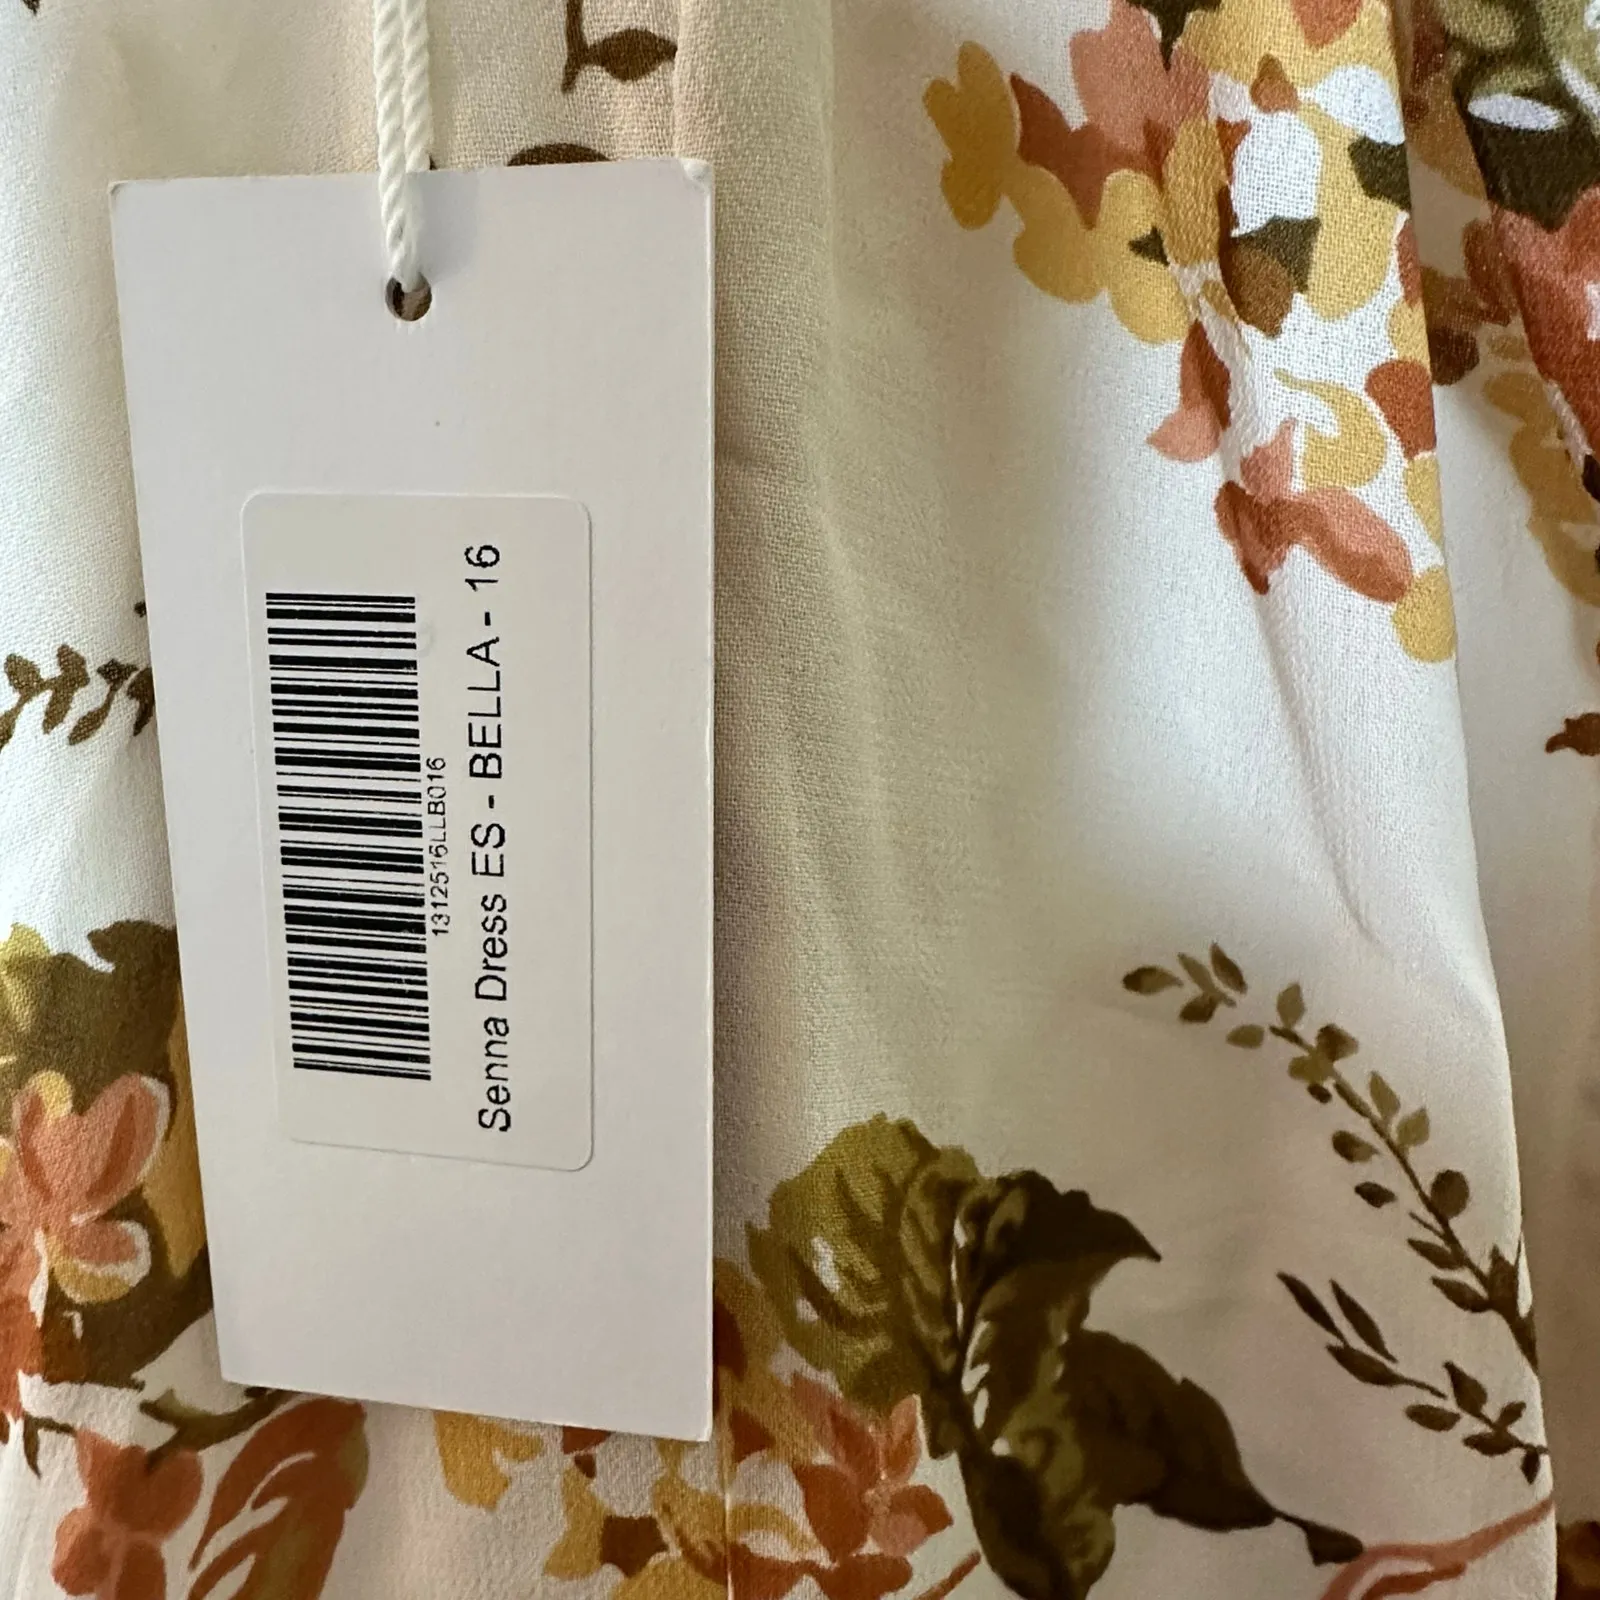 1312516LLB016
Senna Dress ES - BELLA - 16